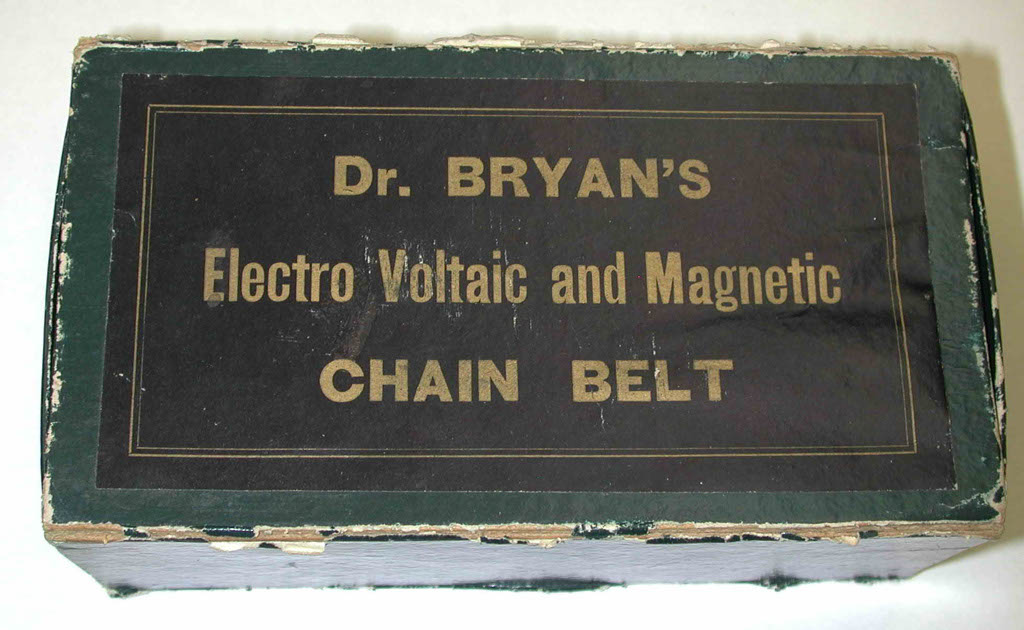 Dr. BRYAN'S
Electro Voltaic and Magnetic
CHAIN BELT